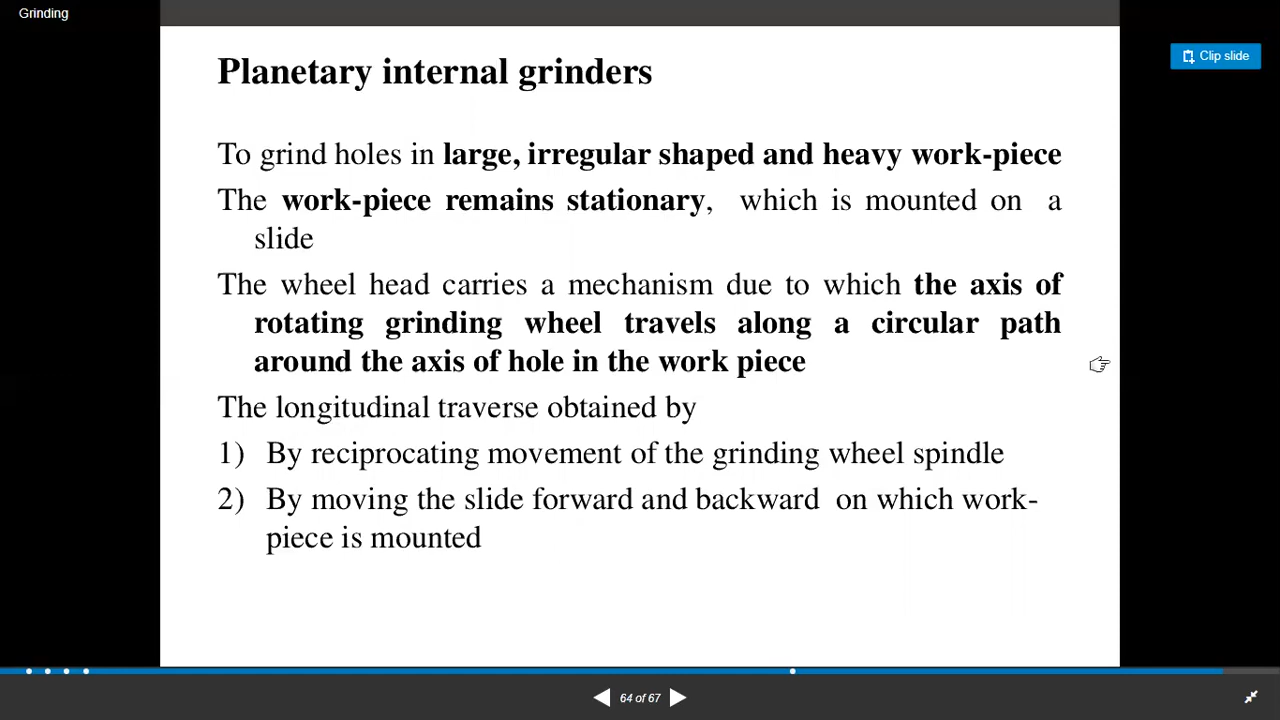 Grinding
Clip slide
Planetary internal grinders
To grind holes in large, irregular shaped and heavy work-piece
The work-piece remains stationary, which is mounted on a
slide
The wheel head carries a mechanism due to which the axis of
rotating grinding wheel travels along a circular path
around the axis of hole in the work piece
The longitudinal traverse obtained by
1) By reciprocating movement of the grinding wheel spindle
2) By moving the slide forward and backward on which work-
piece is mounted
64 of 67